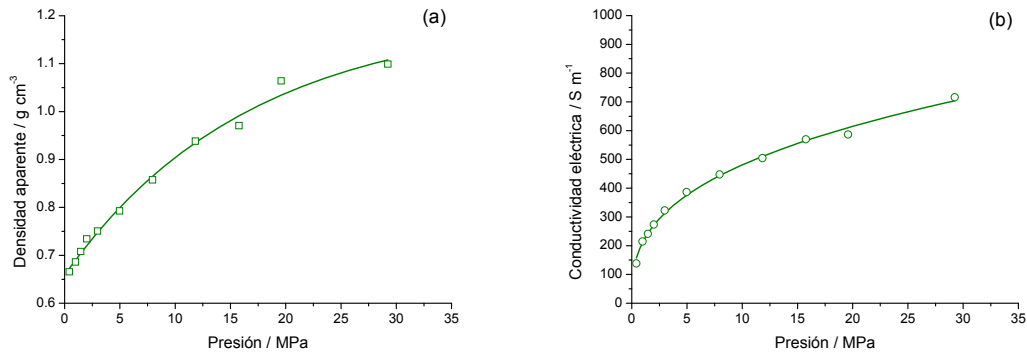 (a)
Densidad aparente / g cm⁻³
1.2
1.1
1.0
0.9
0.8
0.7
0.6
0 5 10 15 20 25 30 35
Presión / MPa
(b)
Conductividad eléctrica / S m⁻¹
1000
900
800
700
600
500
400
300
200
100
0
0 5 10 15 20 25 30 35
Presión / MPa